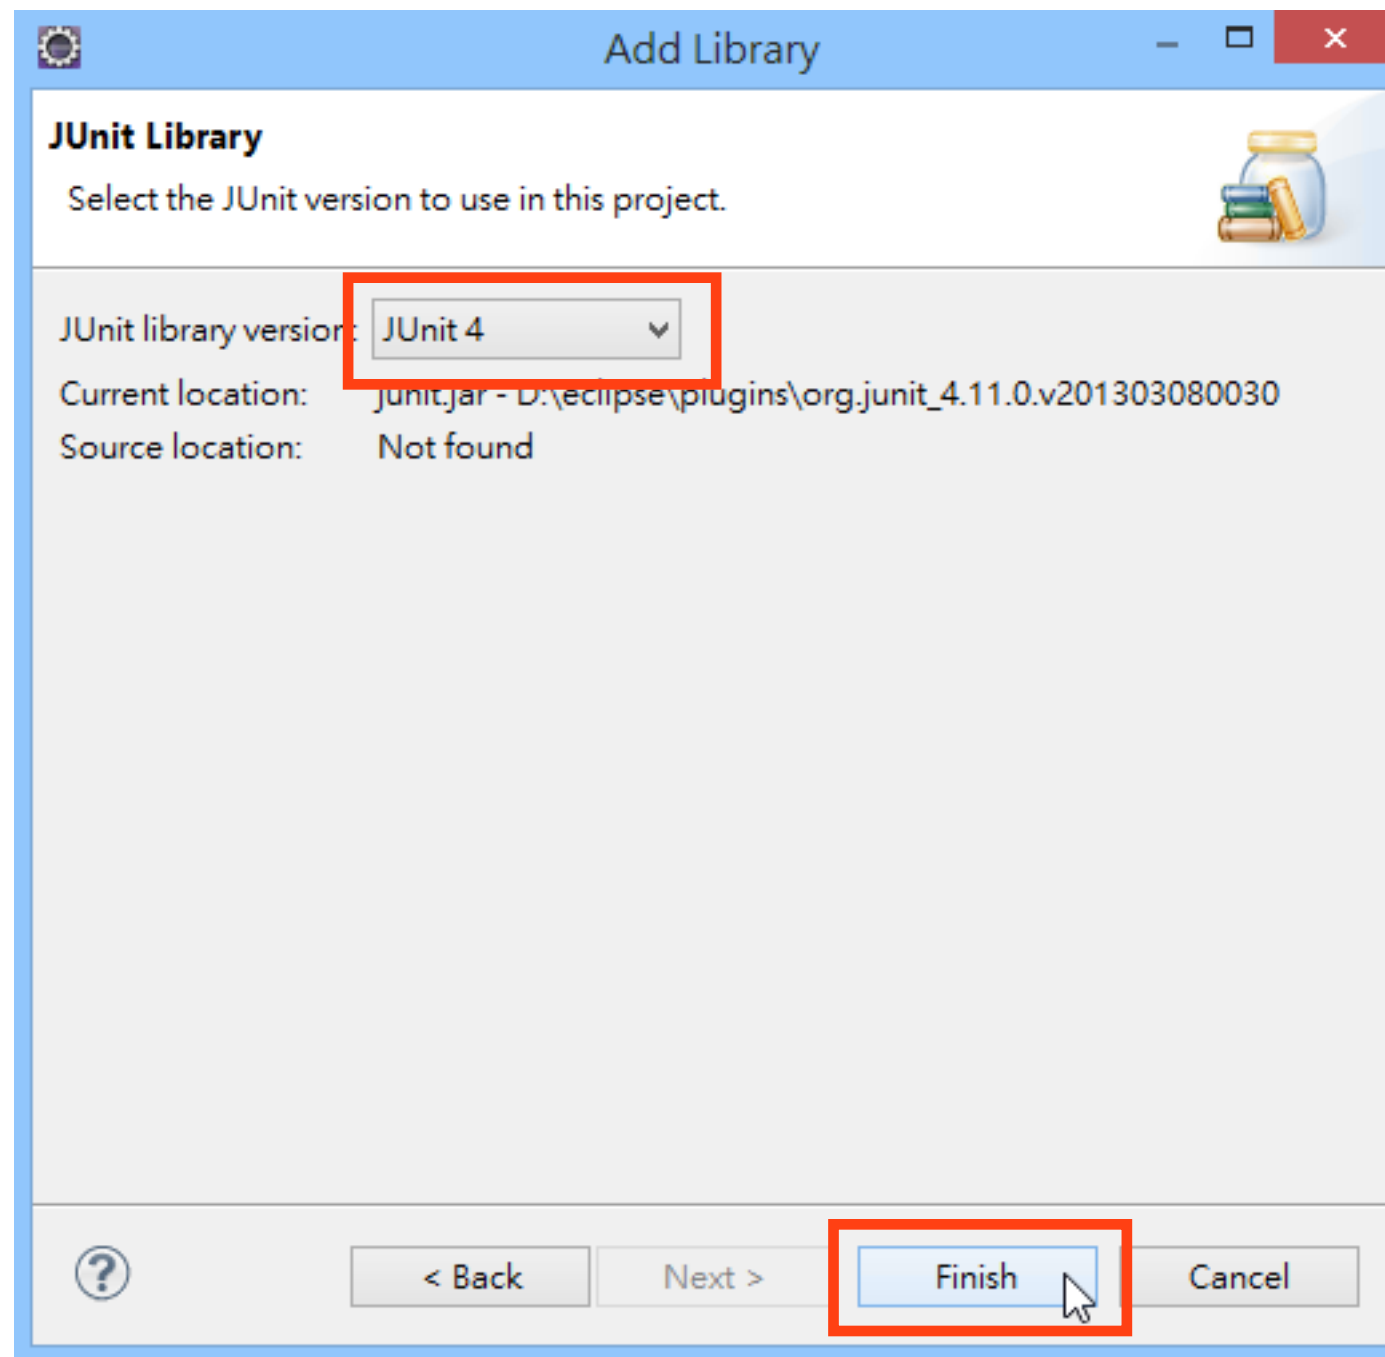 Add Library
JUnit Library
Select the JUnit version to use in this project.
JUnit library version: JUnit 4
Current location: junit.jar - D:\eclipse\plugins\org.junit_4.11.0.v201303080030
Source location: Not found
< Back Next > Finish Cancel